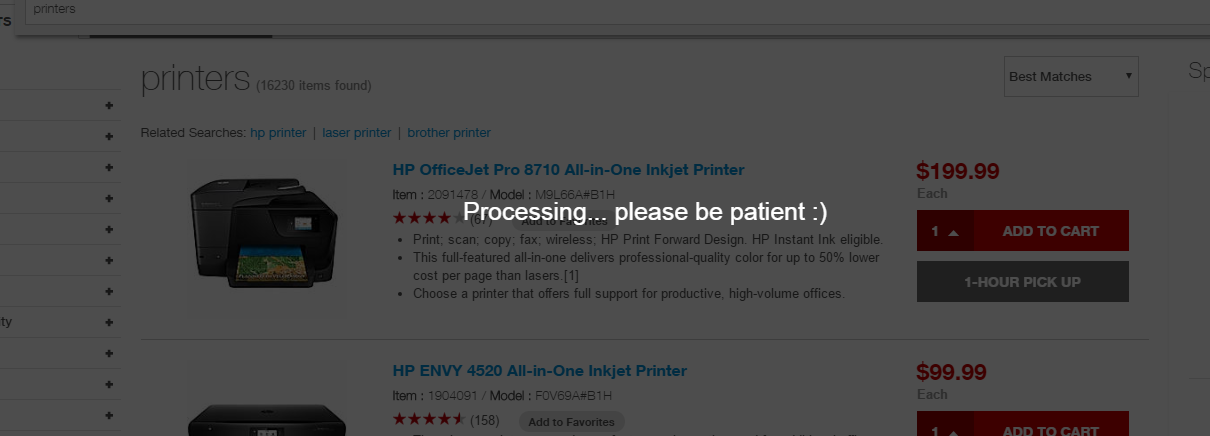 rs
printers
printers (16230 items found)
Best Matches
Sp
Related Searches: hp printer | laser printer | brother printer
HP OfficeJet Pro 8710 All-in-One Inkjet Printer
$199.99
Item : 2091478 / Model : M9L66A#B1H
Each
Processing... please be patient :)
(67) Add to Favorites
1 ADD TO CART
• Print; scan; copy; fax; wireless; HP Print Forward Design. HP Instant Ink eligible.
• This full-featured all-in-one delivers professional-quality color for up to 50% lower
cost per page than lasers.[1]
1-HOUR PICK UP
• Choose a printer that offers full support for productive, high-volume offices.
ity
HP ENVY 4520 All-in-One Inkjet Printer
$99.99
Item : 1904091 / Model : F0V69A#B1H
Each
(158) Add to Favorites
1 ADD TO CART